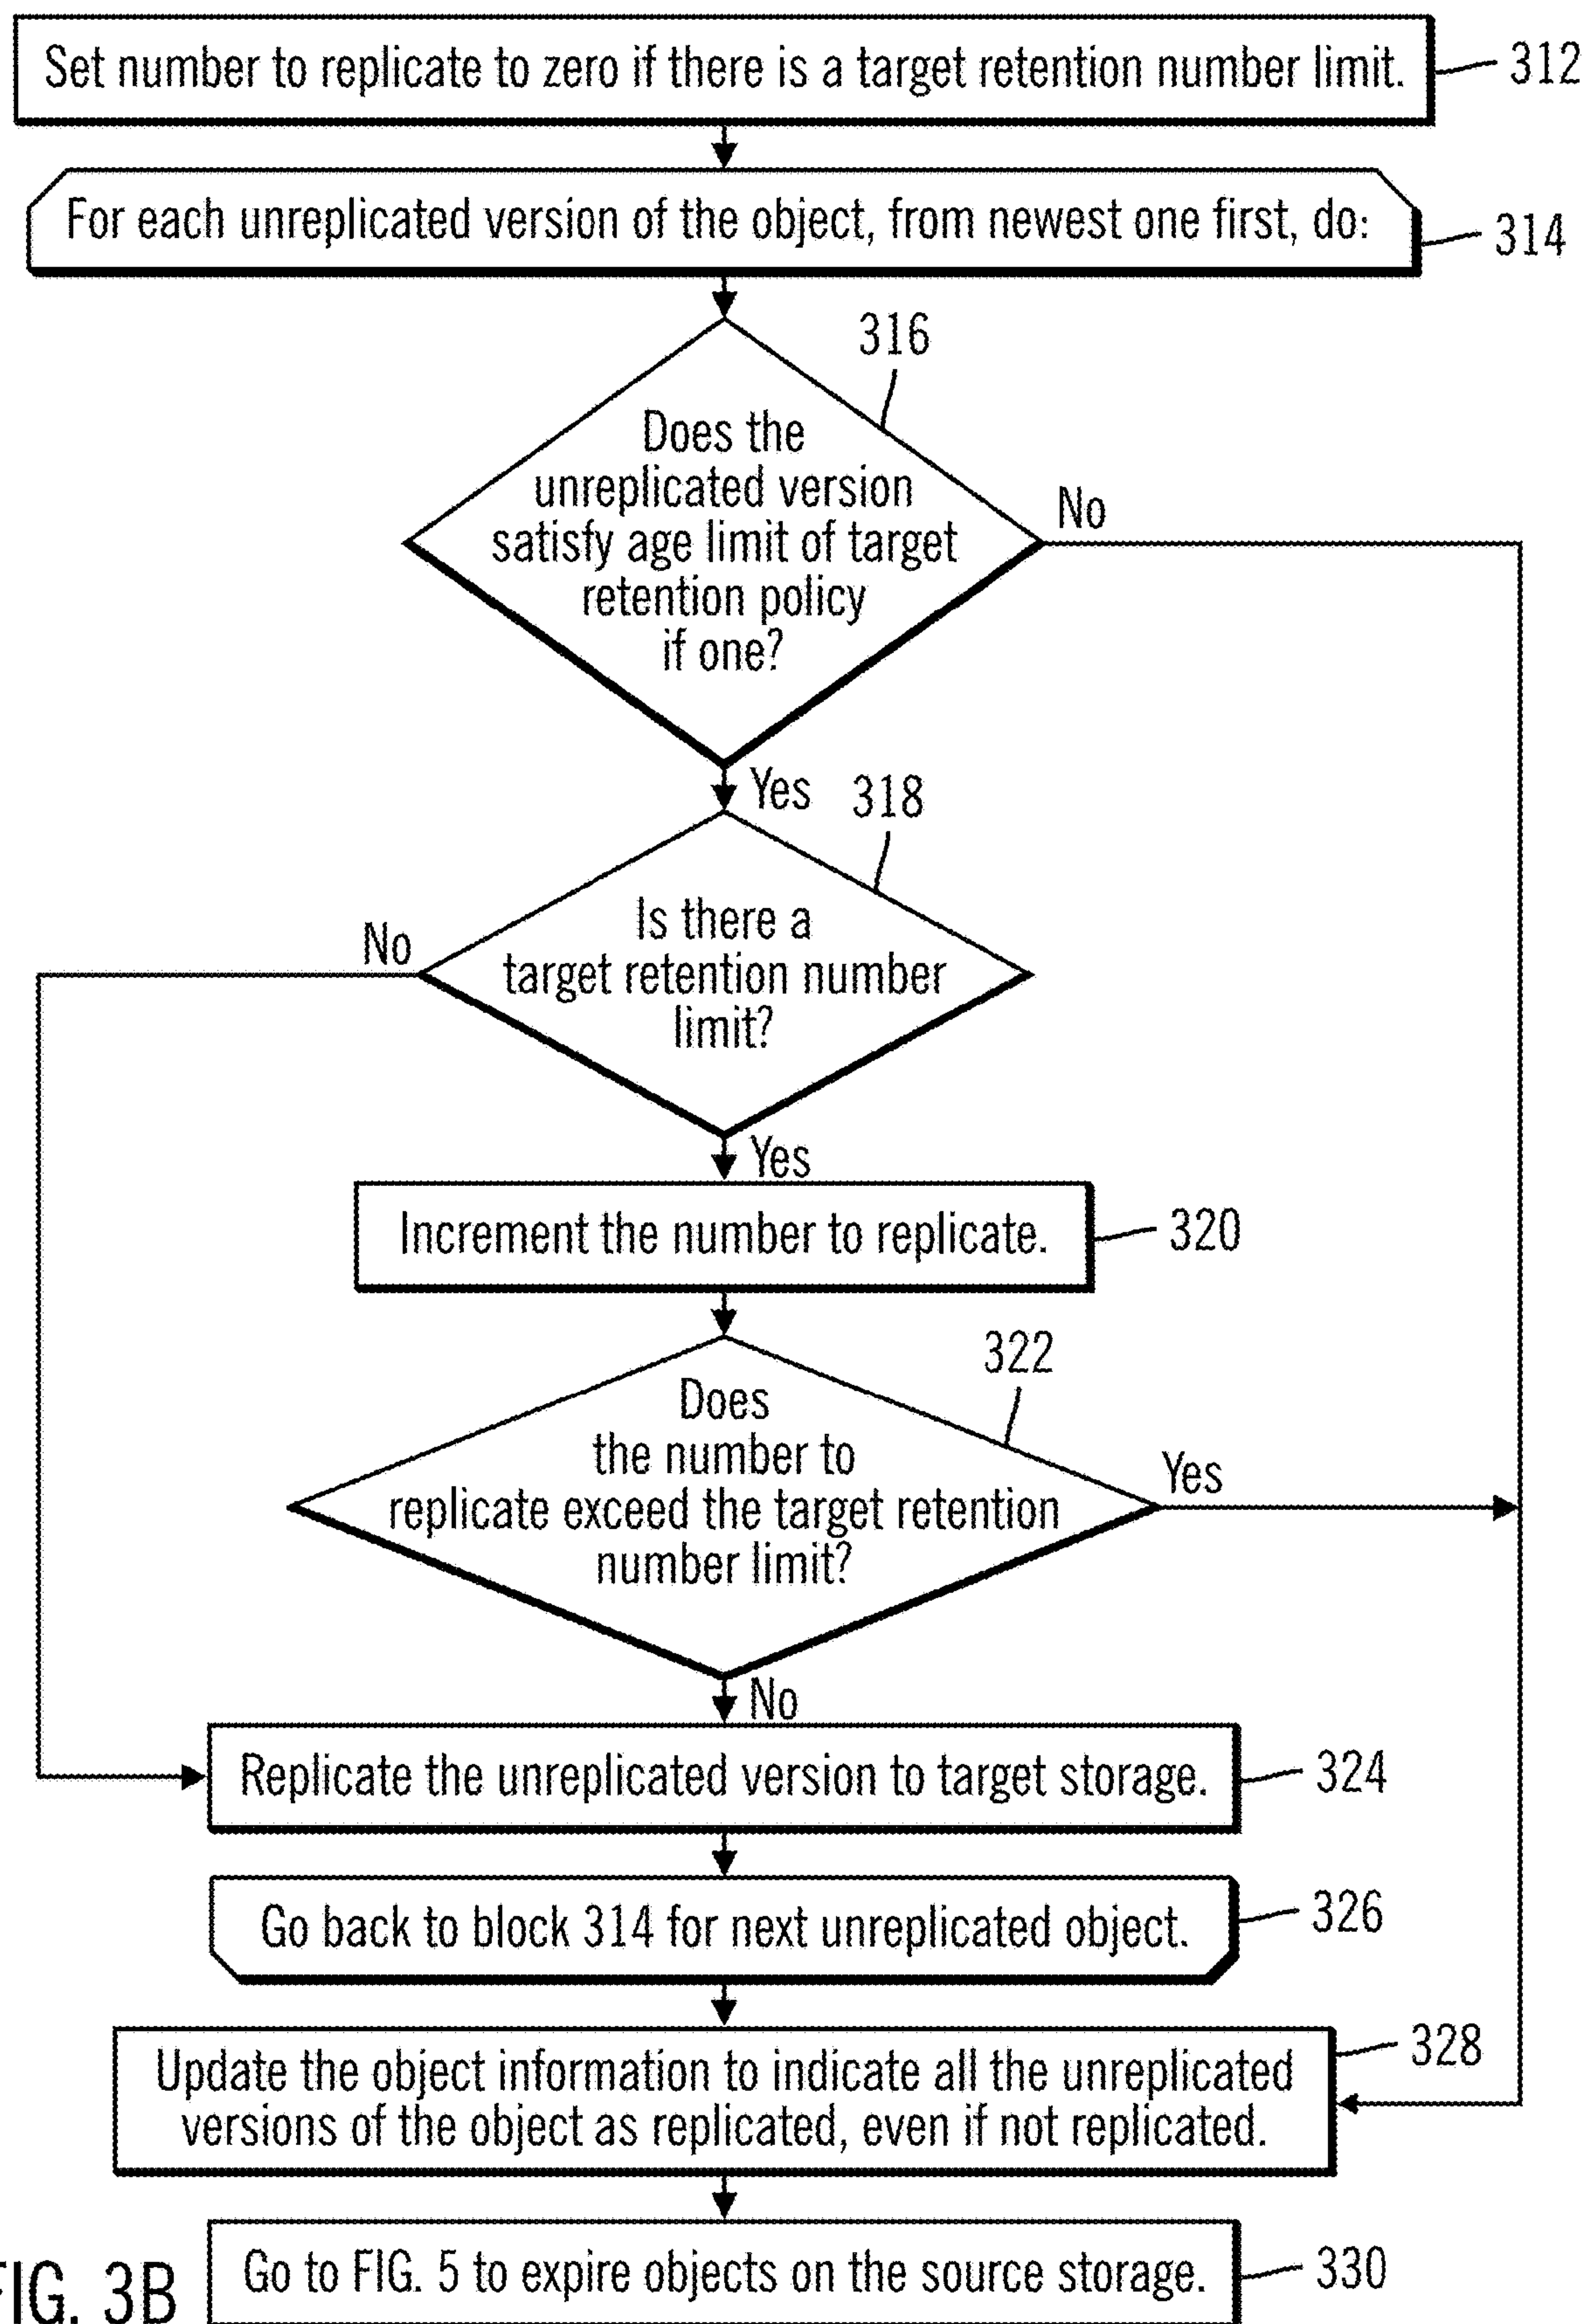 Set number to replicate to zero if there is a target retention number limit.
312
For each unreplicated version of the object, from newest one first, do:
314
316
Does the
unreplicated version
satisfy age limit of target
retention policy
if one?
No
Yes
318
Is there a
target retention number
limit?
No
Yes
Increment the number to replicate.
320
322
Does
the number to
replicate exceed the target retention
number limit?
Yes
No
Replicate the unreplicated version to target storage.
324
Go back to block 314 for next unreplicated object.
326
Update the object information to indicate all the unreplicated
versions of the object as replicated, even if not replicated.
328
Go to FIG. 5 to expire objects on the source storage.
330
FIG. 3B